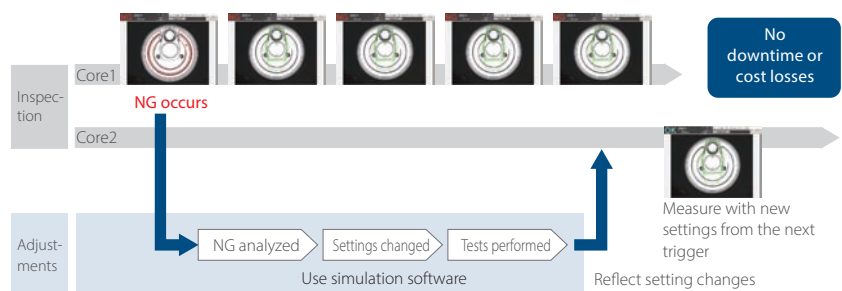 No
downtime or
cost losses
Inspec-
tion
Core1
NG occurs
Core2
Measure with new
settings from the next
trigger
Adjust-
ments
NG analyzed
Settings changed
Tests performed
Use simulation software
Reflect setting changes